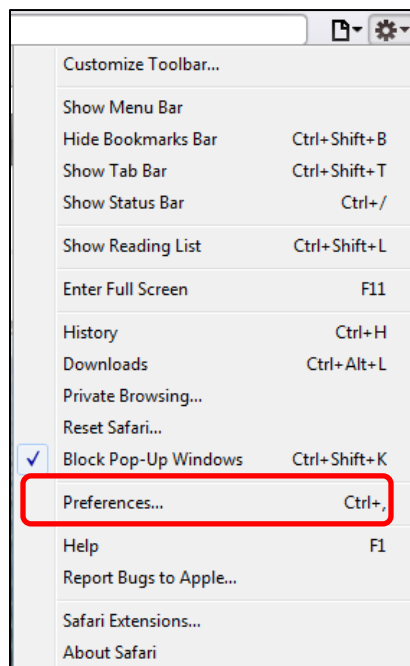 Customize Toolbar...
Show Menu Bar
Hide Bookmarks Bar Ctrl+Shift+B
Show Tab Bar Ctrl+Shift+T
Show Status Bar Ctrl+/
Show Reading List Ctrl+Shift+L
Enter Full Screen F11
History Ctrl+H
Downloads Ctrl+Alt+L
Private Browsing...
Reset Safari...
Block Pop-Up Windows Ctrl+Shift+K
Preferences... Ctrl+,
Help F1
Report Bugs to Apple...
Safari Extensions...
About Safari